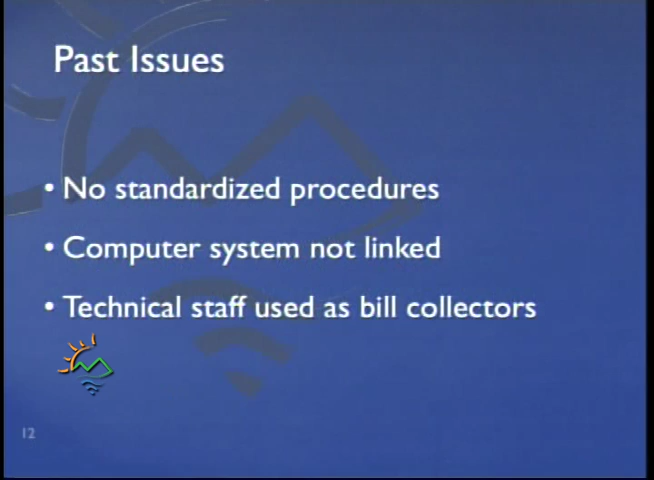 Past Issues
• No standardized procedures
• Computer system not linked
• Technical staff used as bill collectors
12